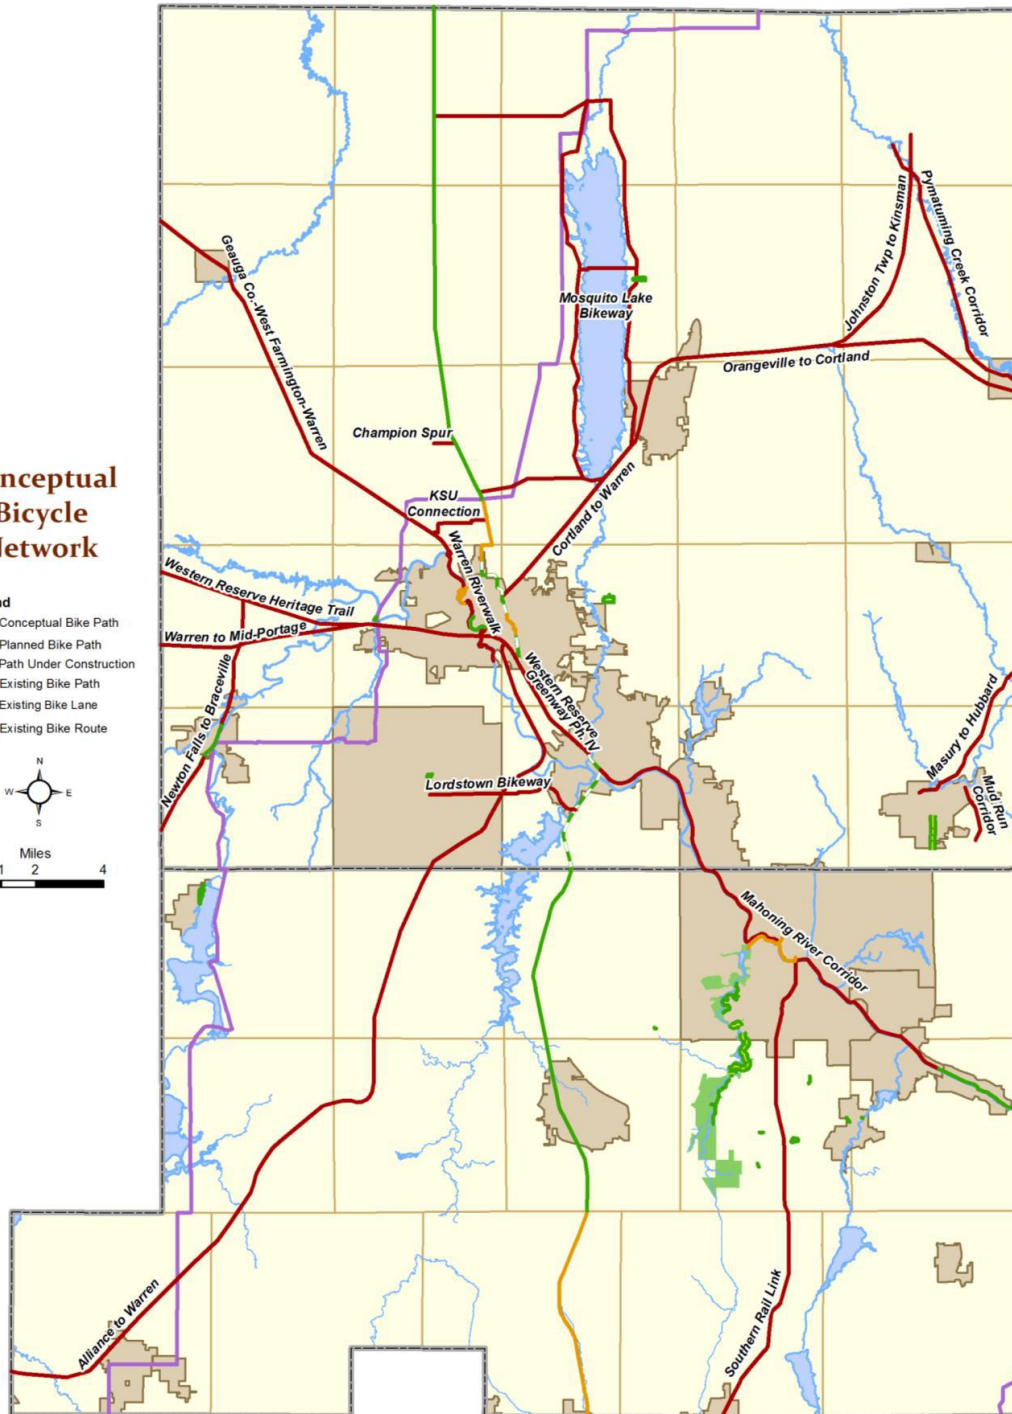 nceptual
Bicycle
Network
nd
Conceptual Bike Path
Planned Bike Path
Path Under Construction
Existing Bike Path
Existing Bike Lane
Existing Bike Route
N
W
E
S
Miles
1 2 4
Geauga Co.-West Farmington-Warren
Mosquito Lake
Bikeway
Johnston Twp to Kinsman
Pymatuming Creek Corridor
Orangeville to Cortland
Champion Spur
KSU
Connection
Cortland to Warren
Warren Riverwalk
Western Reserve Heritage Trail
Warren to Mid-Portage
Newton Falls to Braceville
Western Reserve
Greenway Ph. IV
Lordstown Bikeway
Masury to Hubbard
Mud Run
Corridor
Mahoning River Corridor
Alliance to Warren
Southern Rail Link